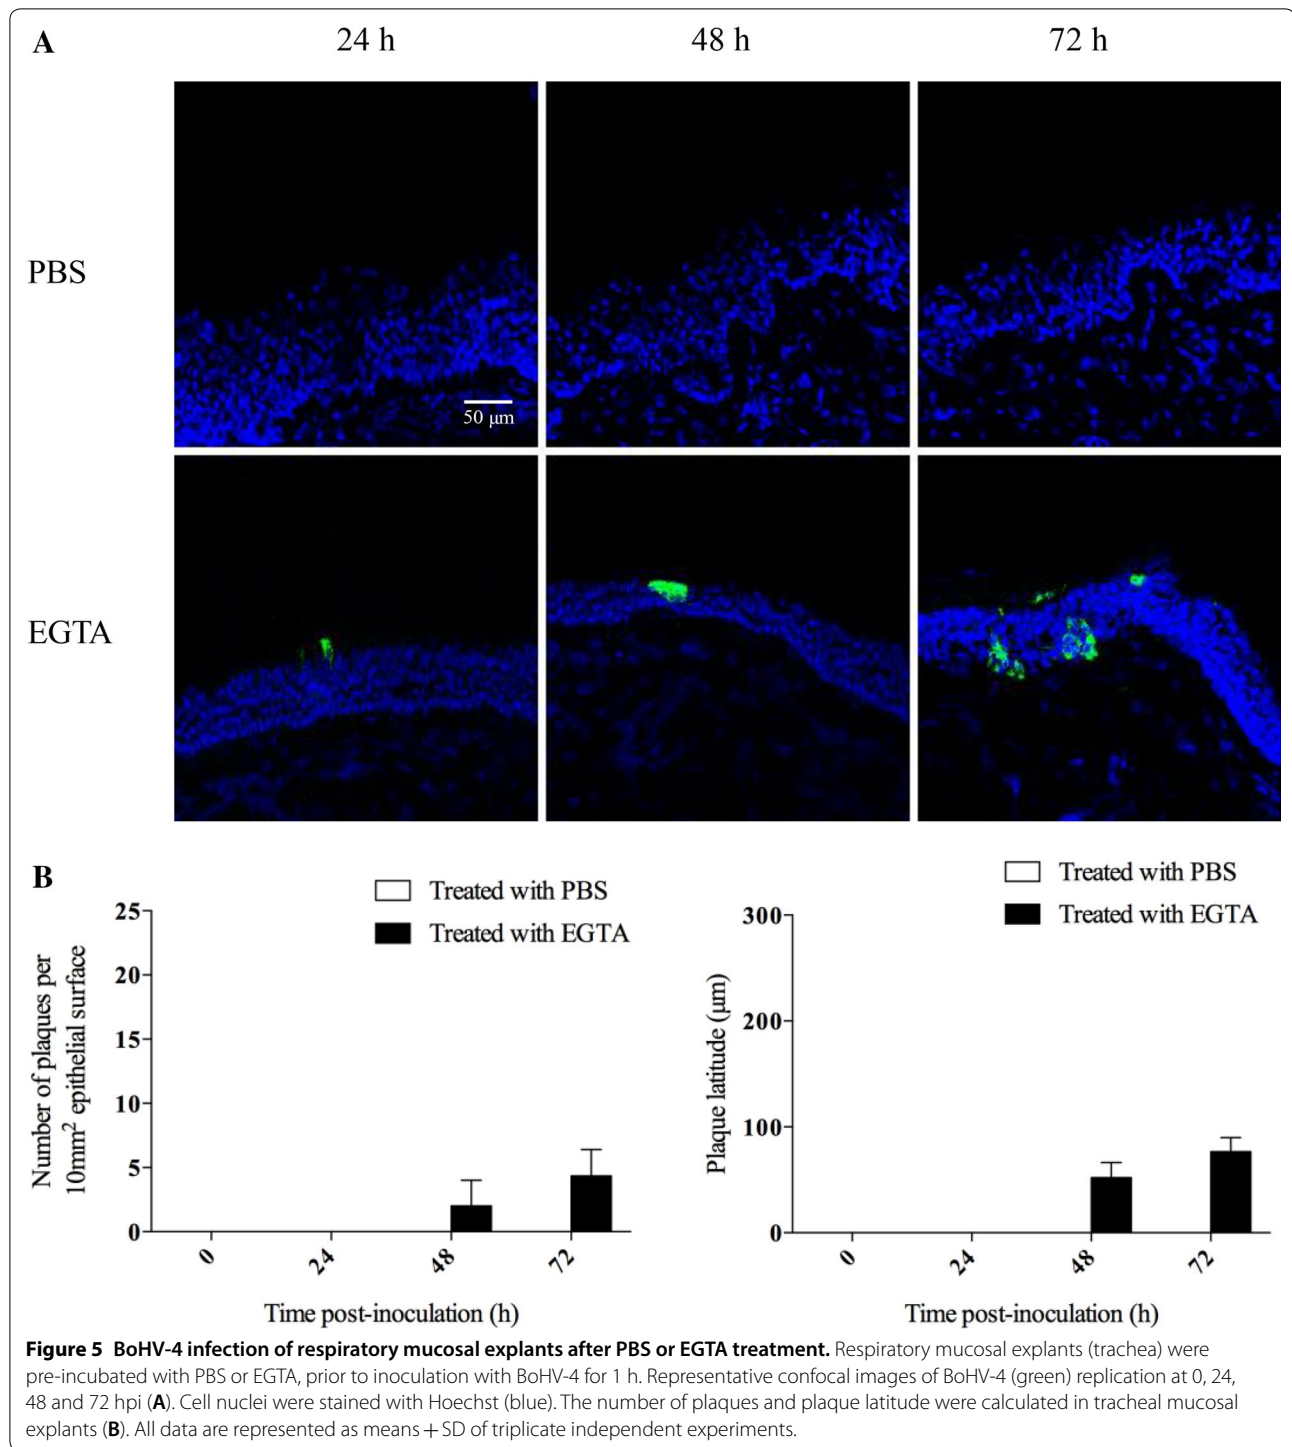 A
24 h
48 h
72 h
PBS
50 μm
EGTA
B
Treated with PBS
Treated with EGTA
25
20
15
10
5
0
Number of plaques per
10mm² epithelial surface
0
24
48
72
Time post-inoculation (h)
Treated with PBS
Treated with EGTA
300
200
100
0
Plaque latitude (μm)
0
24
48
72
Time post-inoculation (h)
Figure 5 BoHV-4 infection of respiratory mucosal explants after PBS or EGTA treatment. Respiratory mucosal explants (trachea) were
pre-incubated with PBS or EGTA, prior to inoculation with BoHV-4 for 1 h. Representative confocal images of BoHV-4 (green) replication at 0, 24,
48 and 72 hpi (A). Cell nuclei were stained with Hoechst (blue). The number of plaques and plaque latitude were calculated in tracheal mucosal
explants (B). All data are represented as means + SD of triplicate independent experiments.